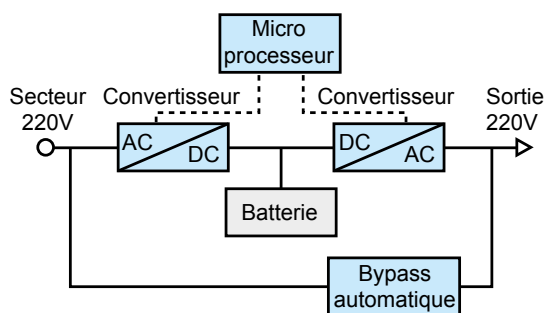 Micro
processeur
Secteur
220V
Convertisseur
Convertisseur
Sortie
220V
AC
DC
DC
AC
Batterie
Bypass
automatique